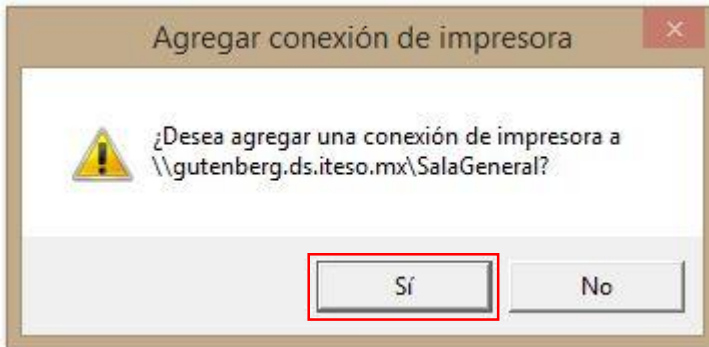 Agregar conexión de impresora
¿Desea agregar una conexión de impresora a
\\gutenberg.ds.iteso.mx\SalaGeneral?
Sí
No